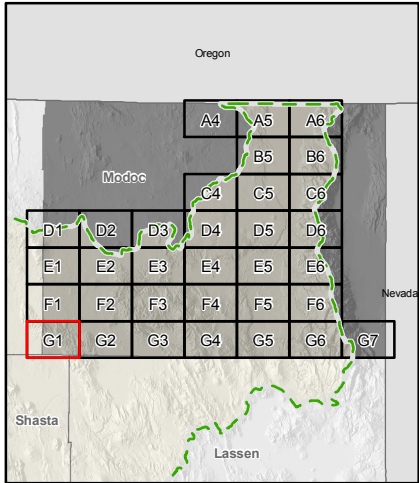 Oregon
A4 A5 A6
B5 B6
Modoc
C4 C5 C6
D1 D2 D3 D4 D5 D6
E1 E2 E3 E4 E5 E6
Nevada
F1 F2 F3 F4 F5 F6
G1 G2 G3 G4 G5 G6 G7
Shasta
Lassen